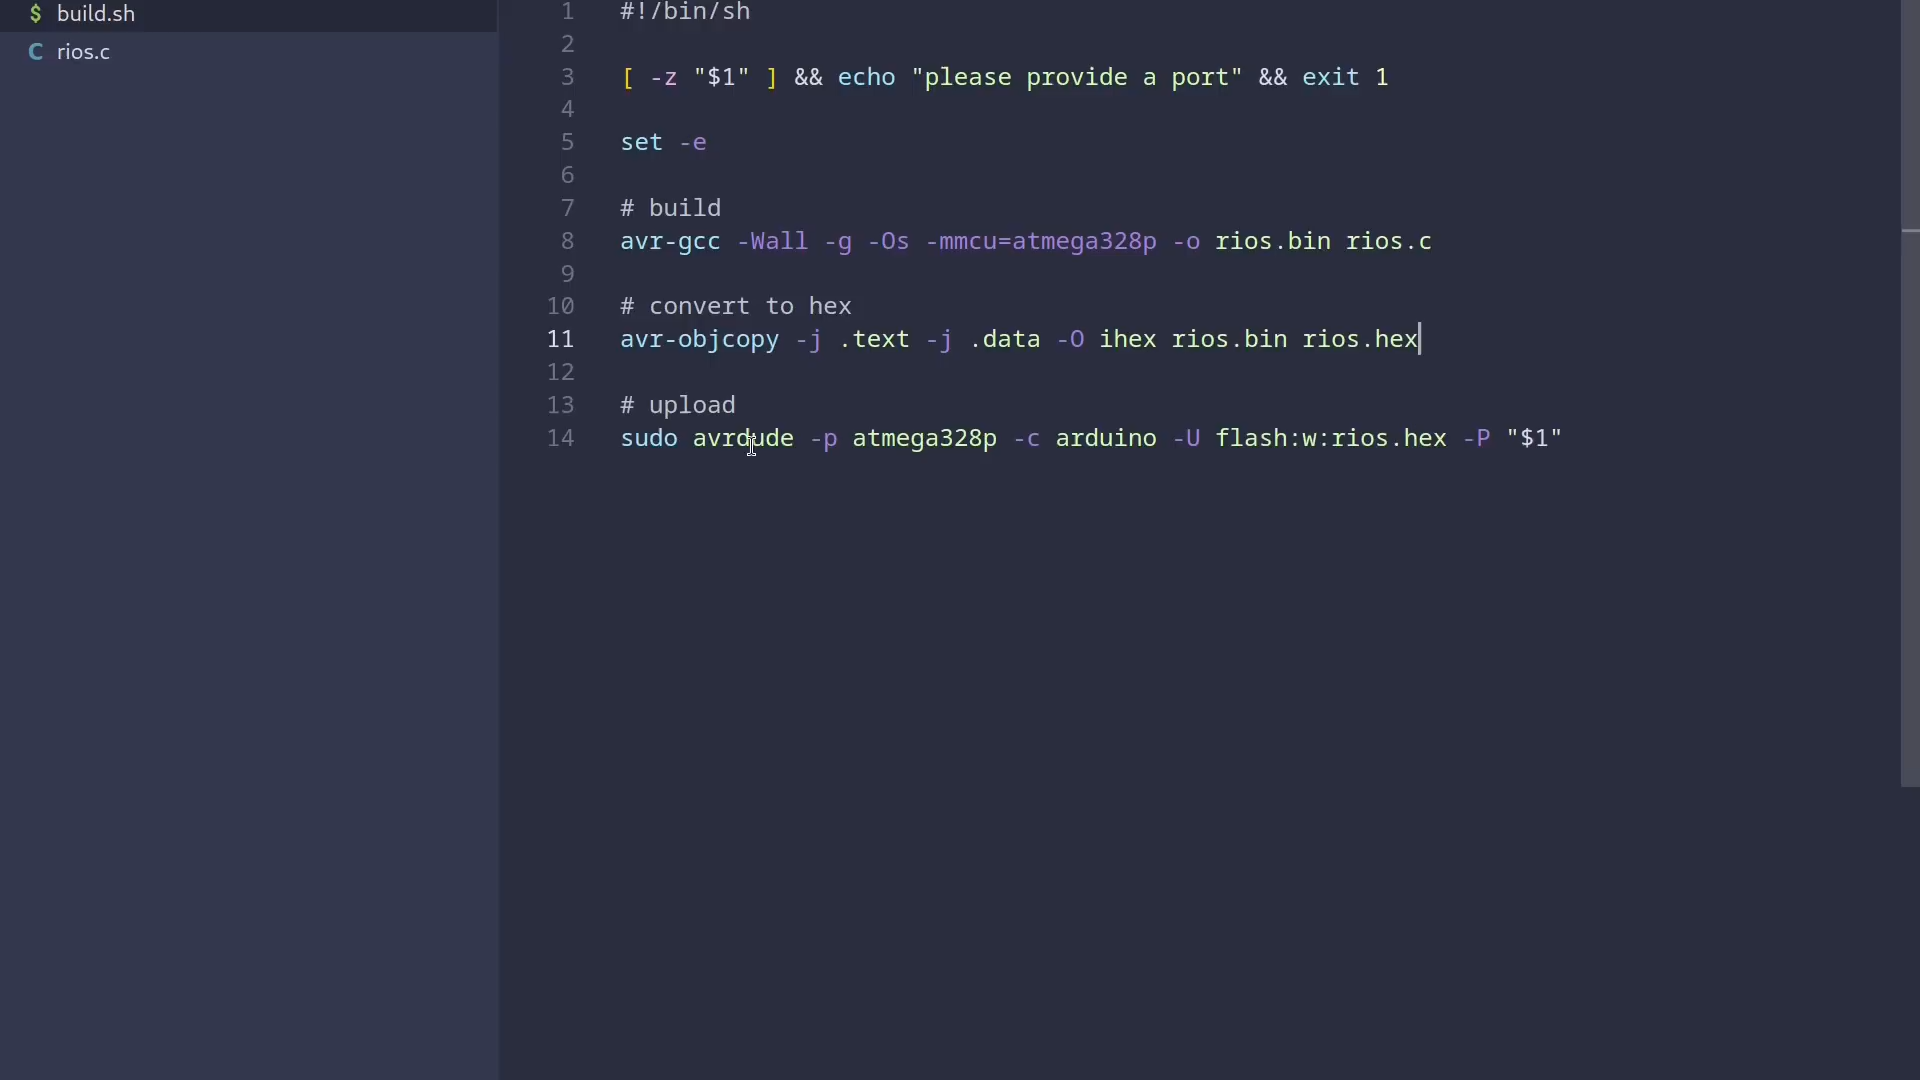 $ build.sh
C rios.c
1 #!/bin/sh
2
3 [ -z "$1" ] && echo "please provide a port" && exit 1
4
5 set -e
6
7 # build
8 avr-gcc -Wall -g -Os -mmcu=atmega328p -o rios.bin rios.c
9
10 # convert to hex
11 avr-objcopy -j .text -j .data -O ihex rios.bin rios.hex
12
13 # upload
14 sudo avrdude -p atmega328p -c arduino -U flash:w:rios.hex -P "$1"